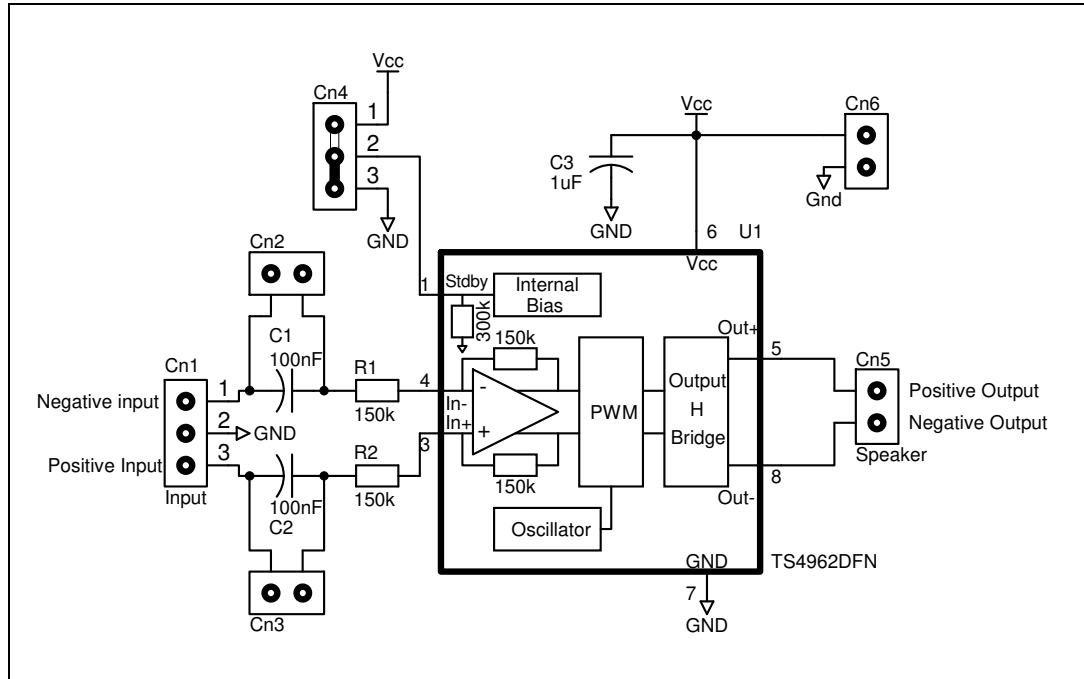 Vcc
Cn4
1
2
3
GND
Vcc
Cn6
C3
1uF
GND
Gnd
6
U1
Vcc
Cn2
1
Stdby
Internal
Bias
300k
150k
Out+
5
C1
100nF
Cn1
1
Negative input
2
GND
Positive Input
3
Input
R1
150k
4
In-
In+
3
R2
150k
-
+
150k
PWM
Output
H
Bridge
Cn5
Positive Output
Negative Output
Speaker
8
Out-
100nF
C2
Oscillator
Cn3
GND
7
GND
TS4962DFN